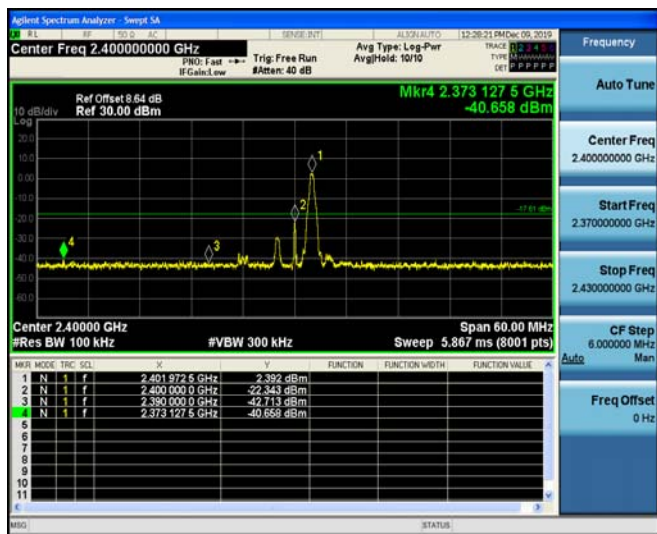 Agilent Spectrum Analyzer - Swept SA
RL RF 50 Ω AC SENSE:INT ALIGN AUTO 12:28:21 PM Dec 09, 2019
Center Freq 2.400000000 GHz
PNO: Fast Trig: Free Run
IFGain:Low #Atten: 40 dB
Avg Type: Log-Pwr
Avg|Hold: 10/10
TRACE 1 2 3 4 5 6
TYPE M
DET P P P P P P
Ref Offset 8.64 dB
10 dB/div Ref 30.00 dBm
Log
Mkr4 2.373 127 5 GHz
-40.658 dBm
20.0
10.0
0.00
-10.0
-20.0
-30.0
-40.0
-50.0
-60.0
1
2
3
4
-17.61 dBm
Center 2.40000 GHz Span 60.00 MHz
#Res BW 100 kHz #VBW 300 kHz Sweep 5.867 ms (8001 pts)
MKR MODE TRC SCL X Y FUNCTION FUNCTION WIDTH FUNCTION VALUE
1 N 1 f 2.401 972 5 GHz 2.392 dBm
2 N 1 f 2.400 000 0 GHz -22.343 dBm
3 N 1 f 2.390 000 0 GHz -42.713 dBm
4 N 1 f 2.373 127 5 GHz -40.658 dBm
5
6
7
8
9
10
11
MSG STATUS
Frequency
Auto Tune
Center Freq
2.400000000 GHz
Start Freq
2.370000000 GHz
Stop Freq
2.430000000 GHz
CF Step
6.000000 MHz
Auto Man
Freq Offset
0 Hz